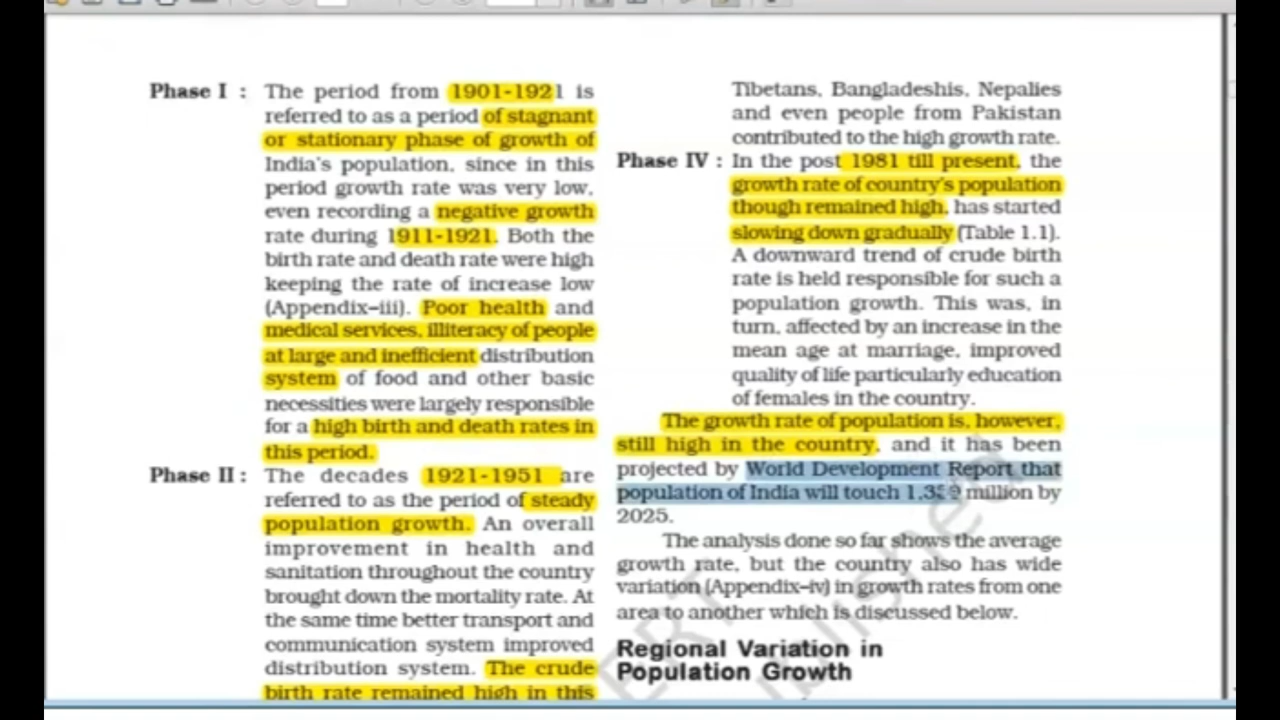 Phase I : The period from 1901-1921 is
referred to as a period of stagnant
or stationary phase of growth of
India's population, since in this
period growth rate was very low,
even recording a negative growth
rate during 1911-1921. Both the
birth rate and death rate were high
keeping the rate of increase low
(Appendix–iii). Poor health and
medical services, illiteracy of people
at large and inefficient distribution
system of food and other basic
necessities were largely responsible
for a high birth and death rates in
this period.
Phase II : The decades 1921-1951 are
referred to as the period of steady
population growth. An overall
improvement in health and
sanitation throughout the country
brought down the mortality rate. At
the same time better transport and
communication system improved
distribution system. The crude
birth rate remained high in this
Tibetans, Bangladeshis, Nepalies
and even people from Pakistan
contributed to the high growth rate.
Phase IV : In the post 1981 till present, the
growth rate of country's population
though remained high, has started
slowing down gradually (Table 1.1).
A downward trend of crude birth
rate is held responsible for such a
population growth. This was, in
turn, affected by an increase in the
mean age at marriage, improved
quality of life particularly education
of females in the country.
The growth rate of population is, however,
still high in the country, and it has been
projected by World Development Report that
population of India will touch million by
2025.
The analysis done so far shows the average
growth rate, but the country also has wide
variation (Appendix–iv) in growth rates from one
area to another which is discussed below.
Regional Variation in
Population Growth